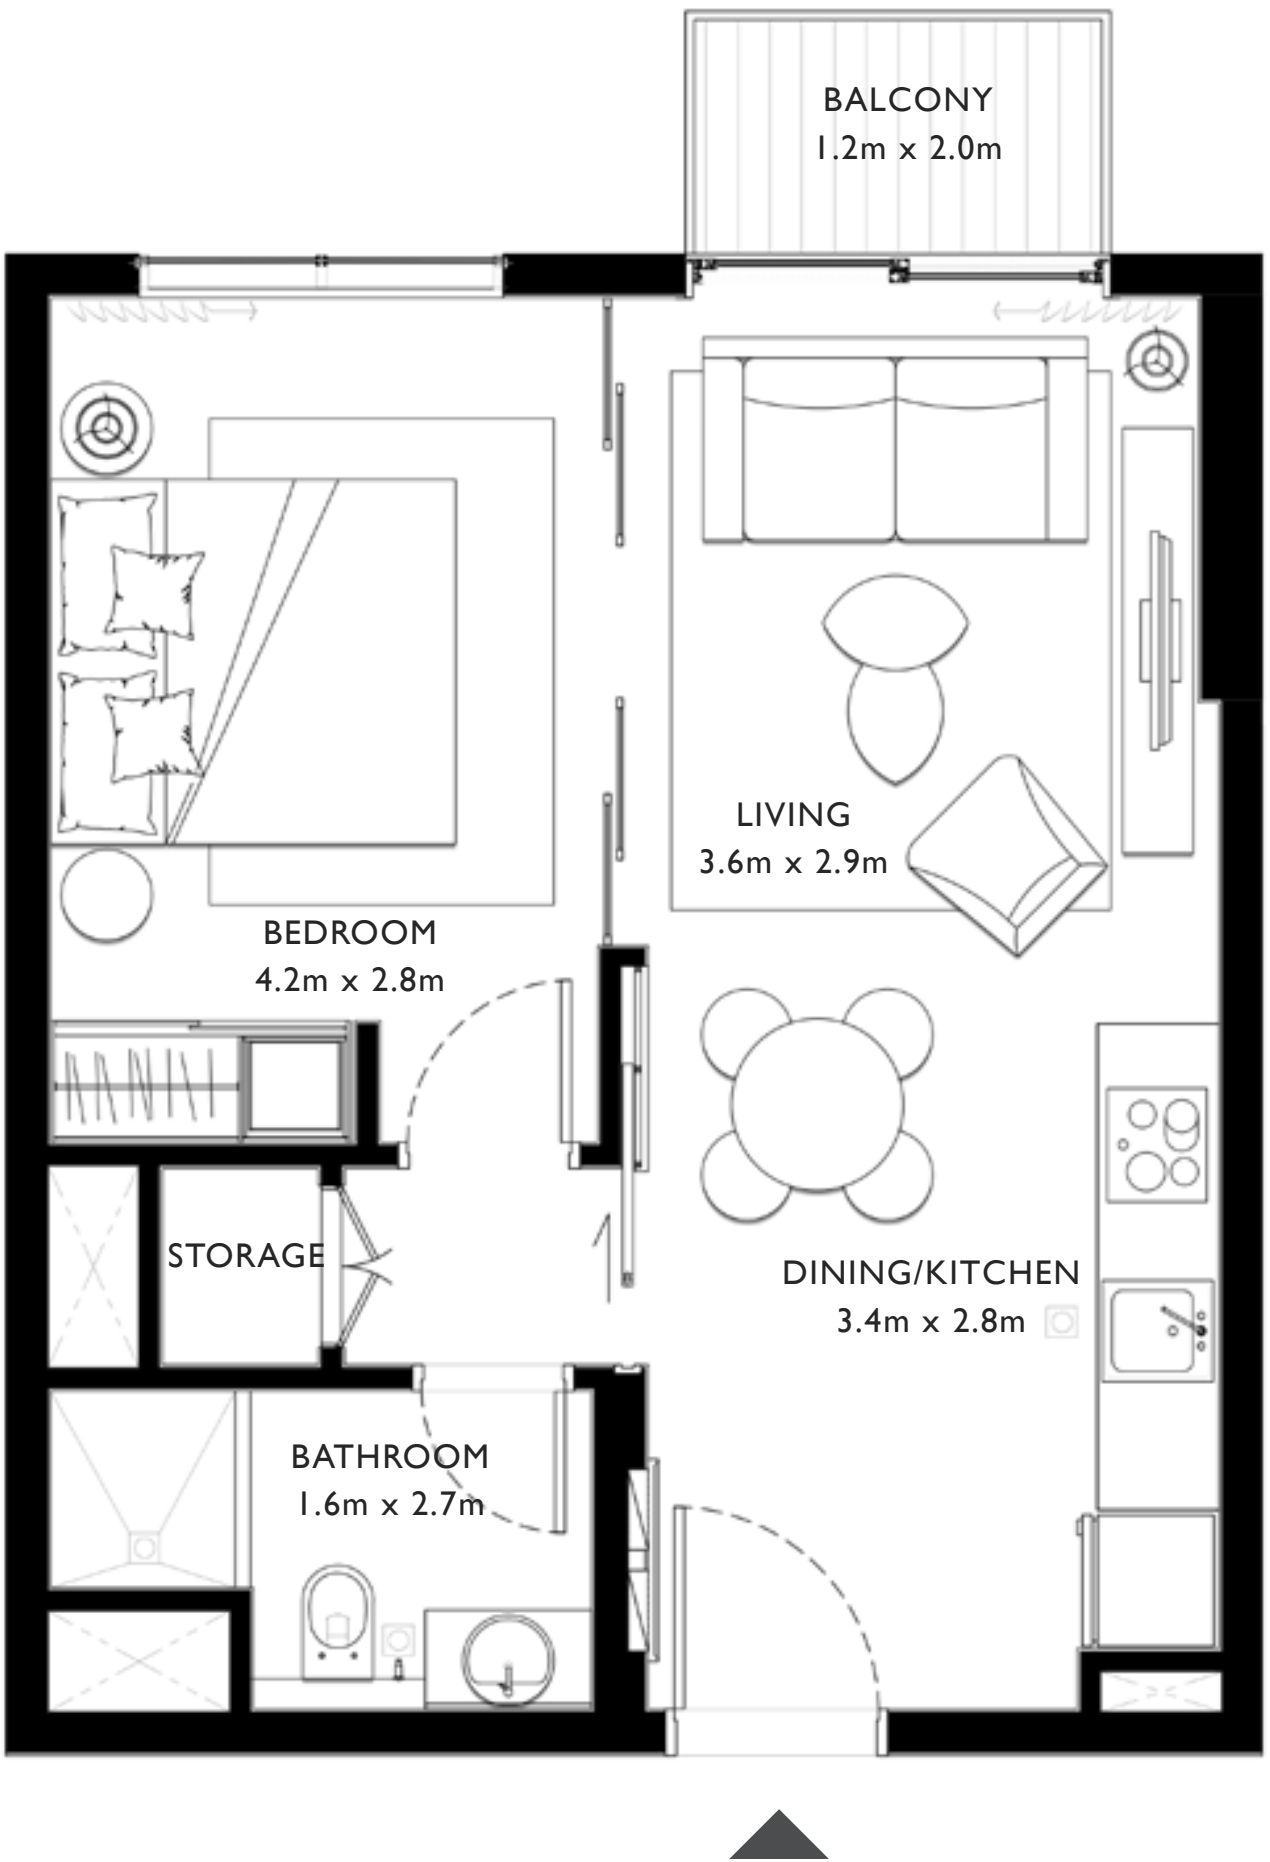 BALCONY
1.2m x 2.0m
LIVING
3.6m x 2.9m
BEDROOM
4.2m x 2.8m
STORAGE
DINING/KITCHEN
3.4m x 2.8m
BATHROOM
1.6m x 2.7m